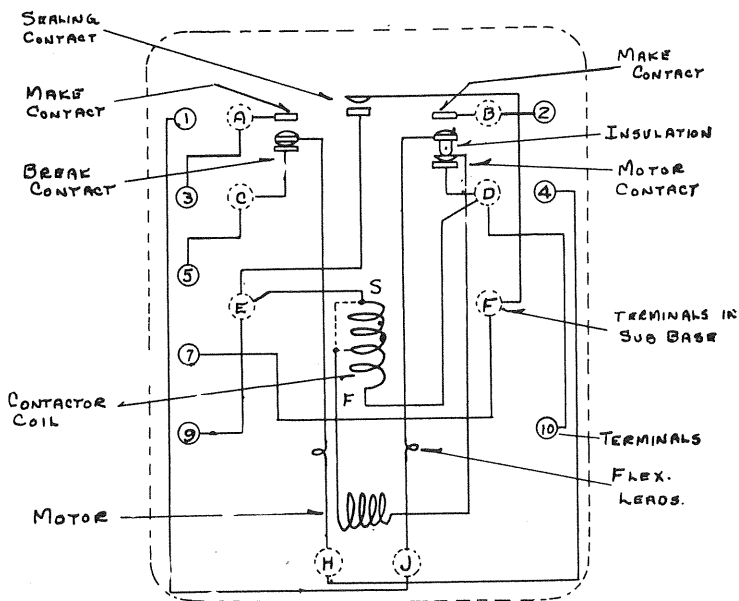 SEALING
CONTACT
MAKE
CONTACT
MAKE
CONTACT
1
A
B
2
INSULATION
BREAK
CONTACT
MOTOR
CONTACT
3
C
D
4
5
S
E
F
TERMINALS IN
SUB BASE
7
F
CONTACTOR
COIL
9
10
TERMINALS
FLEX.
LEADS.
MOTOR
H
J